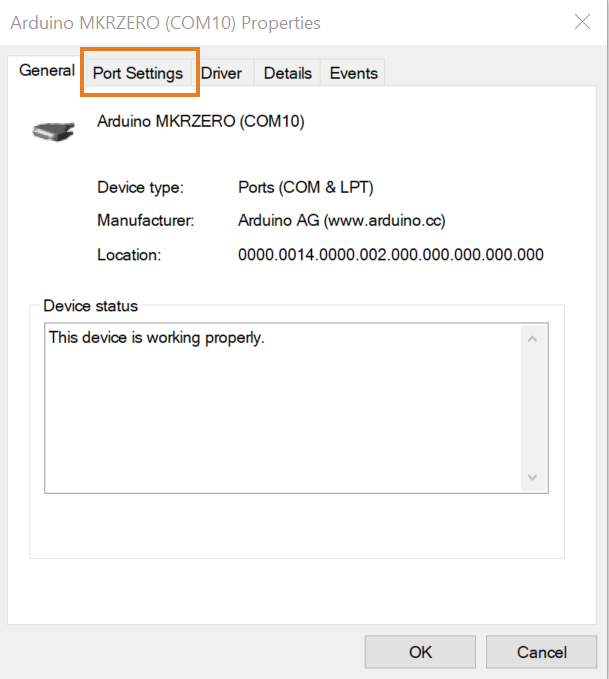 Arduino MKRZERO (COM10) Properties
General Port Settings Driver Details Events
Arduino MKRZERO (COM10)
Device type: Ports (COM & LPT)
Manufacturer: Arduino AG (www.arduino.cc)
Location: 0000.0014.0000.002.000.000.000.000.000
Device status
This device is working properly.
OK Cancel